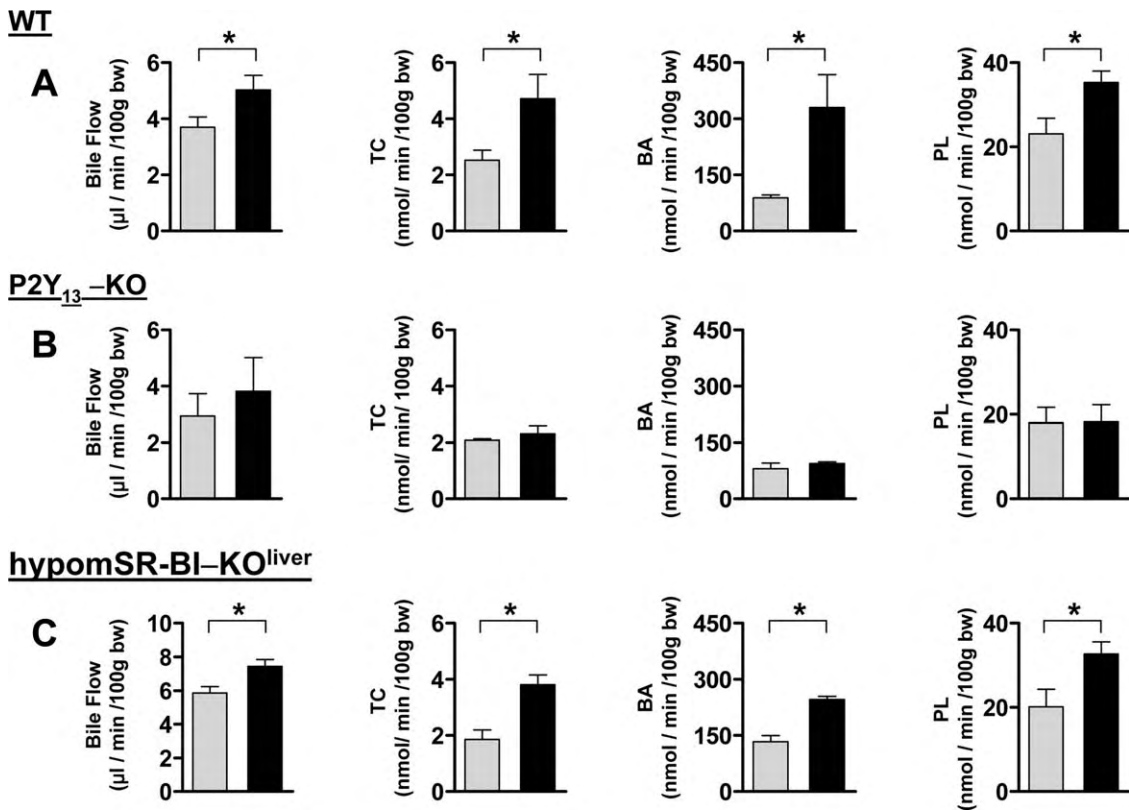 WT
A
Bile Flow
(µl / min /100g bw)
6
4
2
0
*
TC
(nmol/ min /100g bw)
6
4
2
0
*
BA
(nmol / min /100g bw)
450
300
150
0
*
PL
(nmol / min /100g bw)
40
20
0
*
P2Y13 –KO
B
Bile Flow
(µl / min /100g bw)
6
4
2
0
TC
(nmol/ min/ 100g bw)
6
4
2
0
BA
(nmol / min /100g bw)
450
300
150
0
PL
(nmol / min /100g bw)
40
20
0
hypomSR-BI–KOliver
C
Bile Flow
(µl / min /100g bw)
10
8
6
4
2
0
*
TC
(nmol/ min /100g bw)
6
4
2
0
*
BA
(nmol / min /100g bw)
450
300
150
0
*
PL
(nmol / min /100g bw)
40
20
0
*